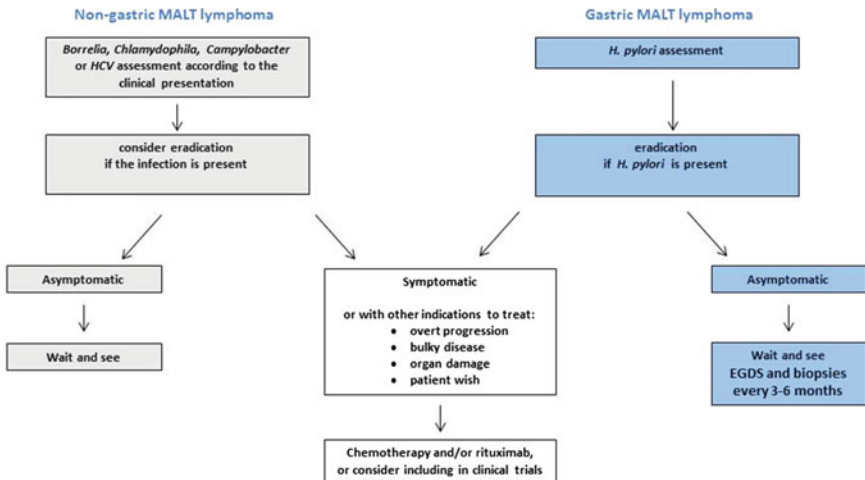 Non-gastric MALT lymphoma
Borrelia, Chlamydophila, Campylobacter
or HCV assessment according to the
clinical presentation
consider eradication
if the infection is present
Asymptomatic
Wait and see
Gastric MALT lymphoma
H. pylori assessment
eradication
if H. pylori is present
Symptomatic
or with other indications to treat:
• overt progression
• bulky disease
• organ damage
• patient wish
Chemotherapy and/or rituximab,
or consider including in clinical trials
Asymptomatic
Wait and see
EGDS and biopsies
every 3-6 months